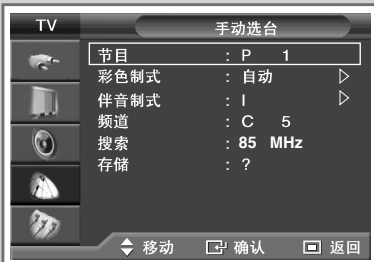 TV 手动选台
节目 : P 1
彩色制式 : 自动
伴音制式 : I
频道 : C 5
搜索 : 85 MHz
存储 : ?
移动 确认 返回